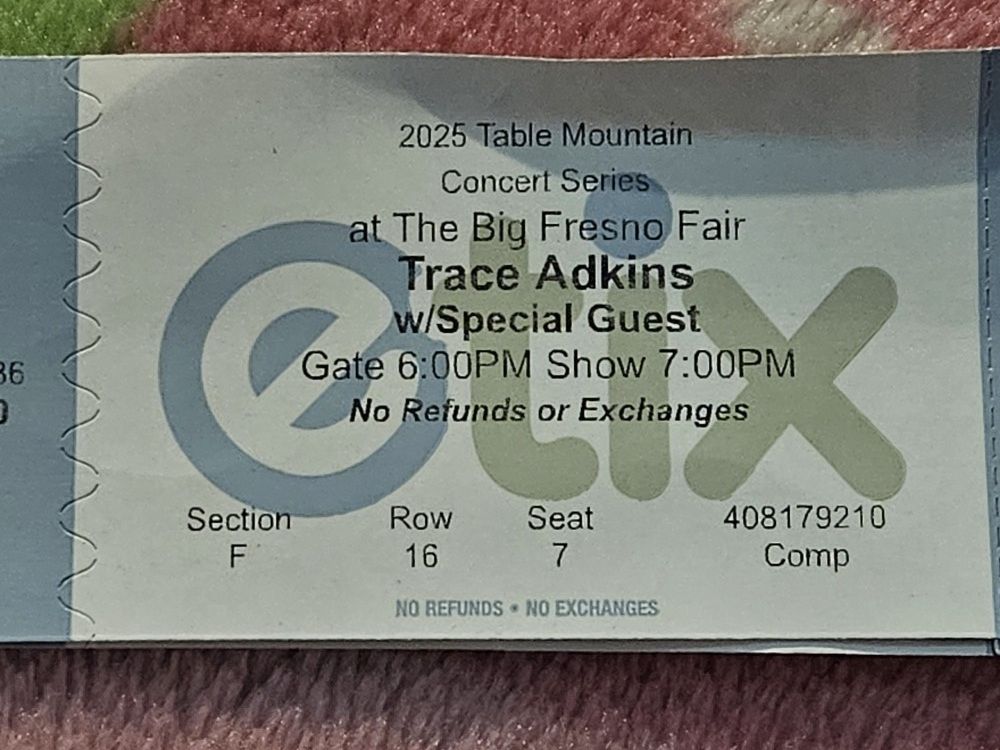 2025 Table Mountain
Concert Series
at The Big Fresno Fair
Trace Adkins
w/Special Guest
Gate 6:00PM Show 7:00PM
No Refunds or Exchanges
etix
Section Row Seat 408179210
F 16 7 Comp
NO REFUNDS • NO EXCHANGES